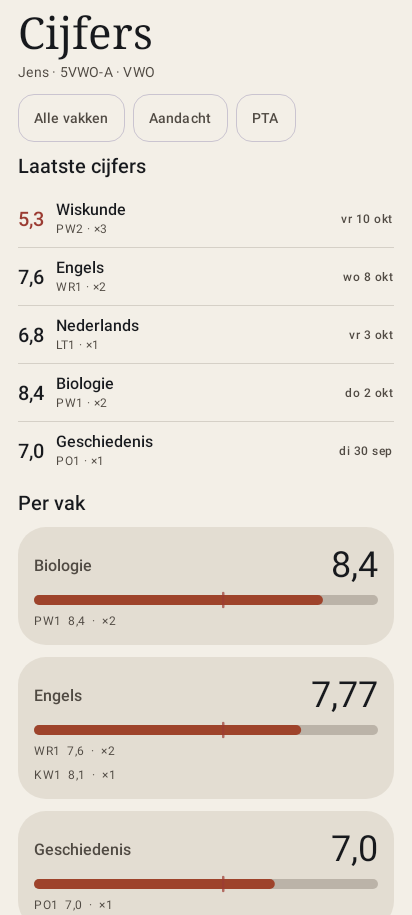 Cijfers
Jens · 5VWO-A · VWO
Alle vakken
Aandacht
PTA
Laatste cijfers
5,3 Wiskunde vr 10 okt
PW2 · ×3
7,6 Engels wo 8 okt
WR1 · ×2
6,8 Nederlands vr 3 okt
LT1 · ×1
8,4 Biologie do 2 okt
PW1 · ×2
7,0 Geschiedenis di 30 sep
PO1 · ×1
Per vak
Biologie 8,4
PW1 8,4 · ×2
Engels 7,77
WR1 7,6 · ×2
KW1 8,1 · ×1
Geschiedenis 7,0
PO1 7,0 · ×1